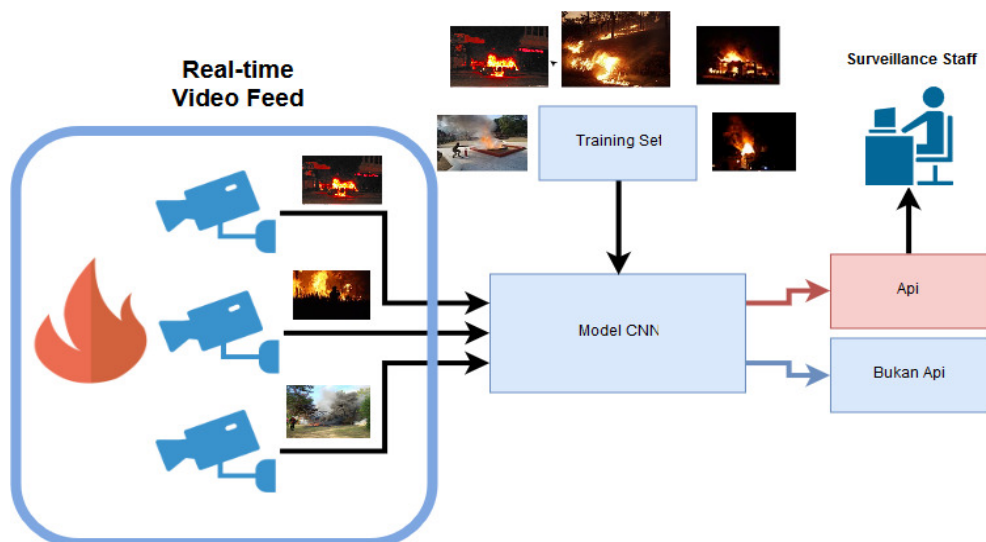 Real-time
Video Feed
Training Set
Surveillance Staff
Model CNN
Api
Bukan Api